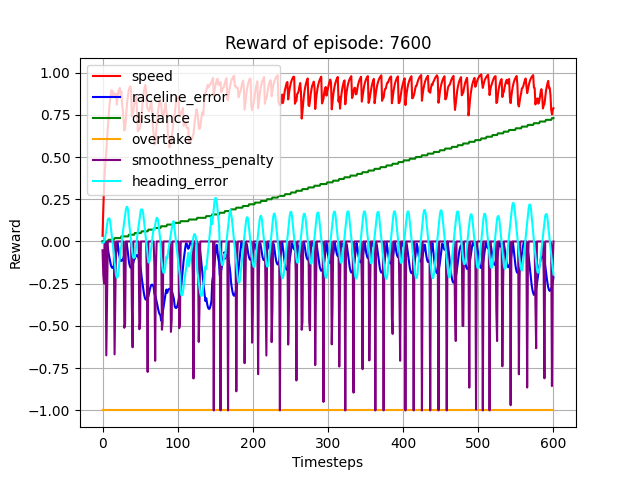 Reward of episode: 7600
speed
raceline_error
distance
overtake
smoothness_penalty
heading_error
1.00
0.75
0.50
0.25
0.00
−0.25
−0.50
−0.75
−1.00
Reward
0 100 200 300 400 500 600
Timesteps